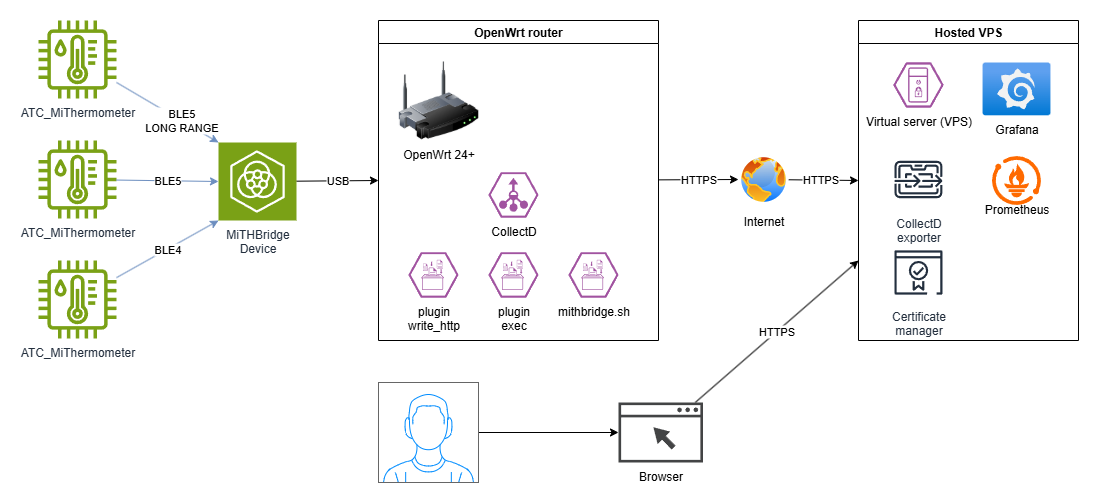 OpenWrt router
Hosted VPS
ATC_MiThermometer
BLE5
LONG RANGE
ATC_MiThermometer
BLE5
ATC_MiThermometer
BLE4
MiTHBridge
Device
USB
OpenWrt 24+
CollectD
plugin
write_http
plugin
exec
mithbridge.sh
HTTPS
Internet
HTTPS
Virtual server (VPS)
Grafana
CollectD
exporter
Prometheus
Certificate
manager
HTTPS
Browser